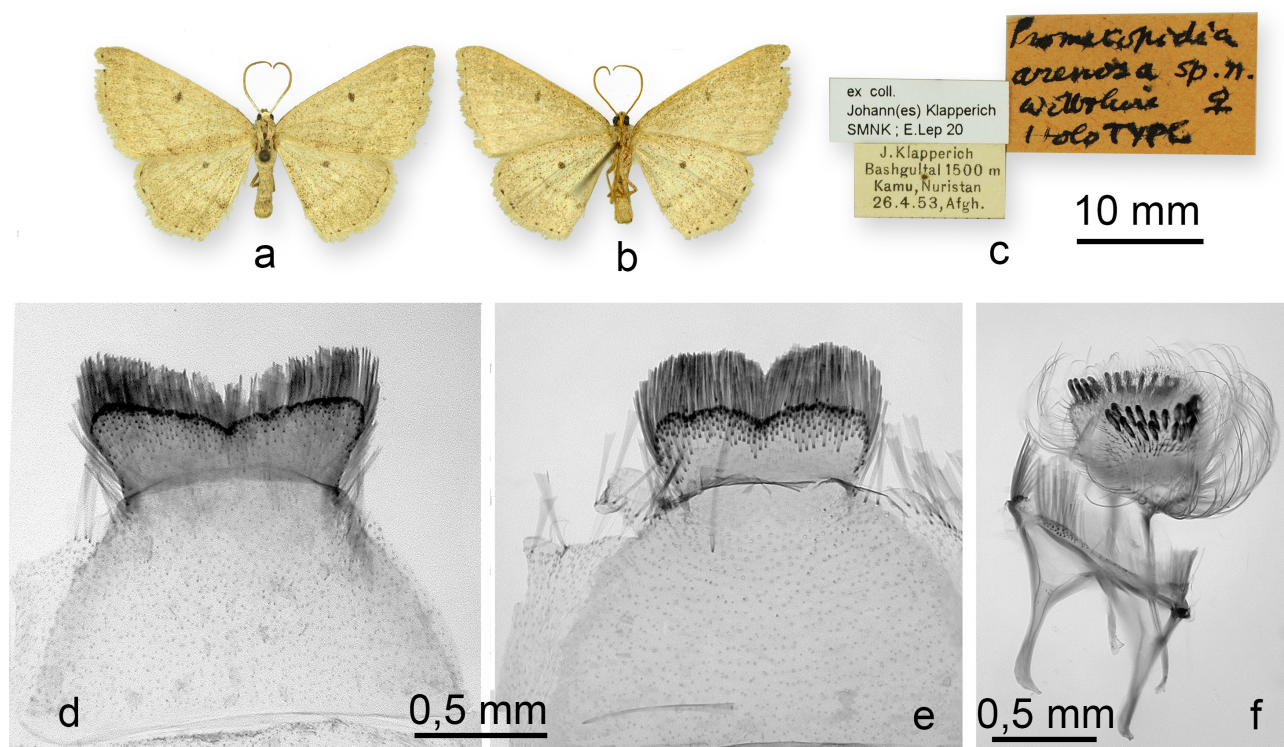 ex coll.
Johann(es) Klapperich
SMNK ; E.Lep 20
J.Klapperich
Bashgultal 1500 m
Kamu, Nuristan
26.4.53, Afgh.
Prometopidia
arenosa sp. n.
Wiltshire ♀
HoloTYPE
10 mm
a
b
c
d
0,5 mm
e
0,5 mm
f